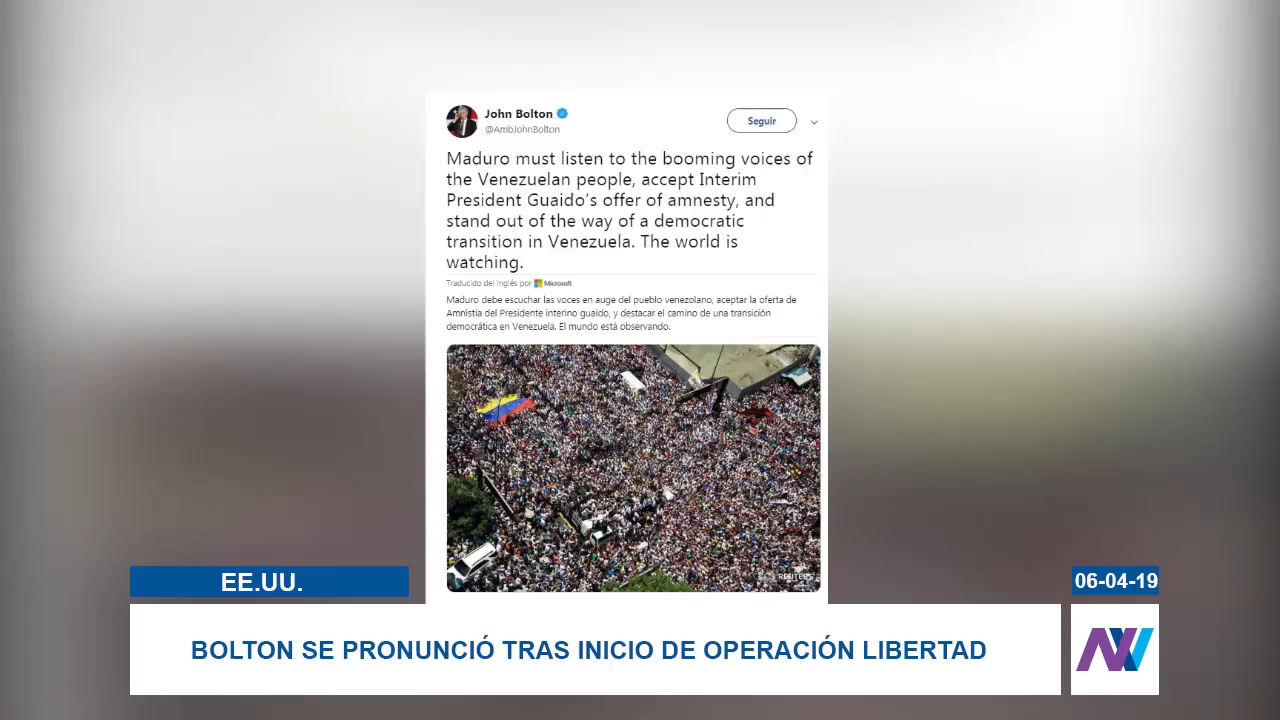 John Bolton
@AmbJohnBolton
Seguir
Maduro must listen to the booming voices of
the Venezuelan people, accept Interim
President Guaido's offer of amnesty, and
stand out of the way of a democratic
transition in Venezuela. The world is
watching.
Traducido del inglés por Microsoft
Maduro debe escuchar las voces en auge del pueblo venezolano, aceptar la oferta de
Amnistía del Presidente interino guaido, y destacar el camino de una transición
democrática en Venezuela. El mundo está observando.
REUTERS
EE.UU.
06-04-19
BOLTON SE PRONUNCIÓ TRAS INICIO DE OPERACIÓN LIBERTAD